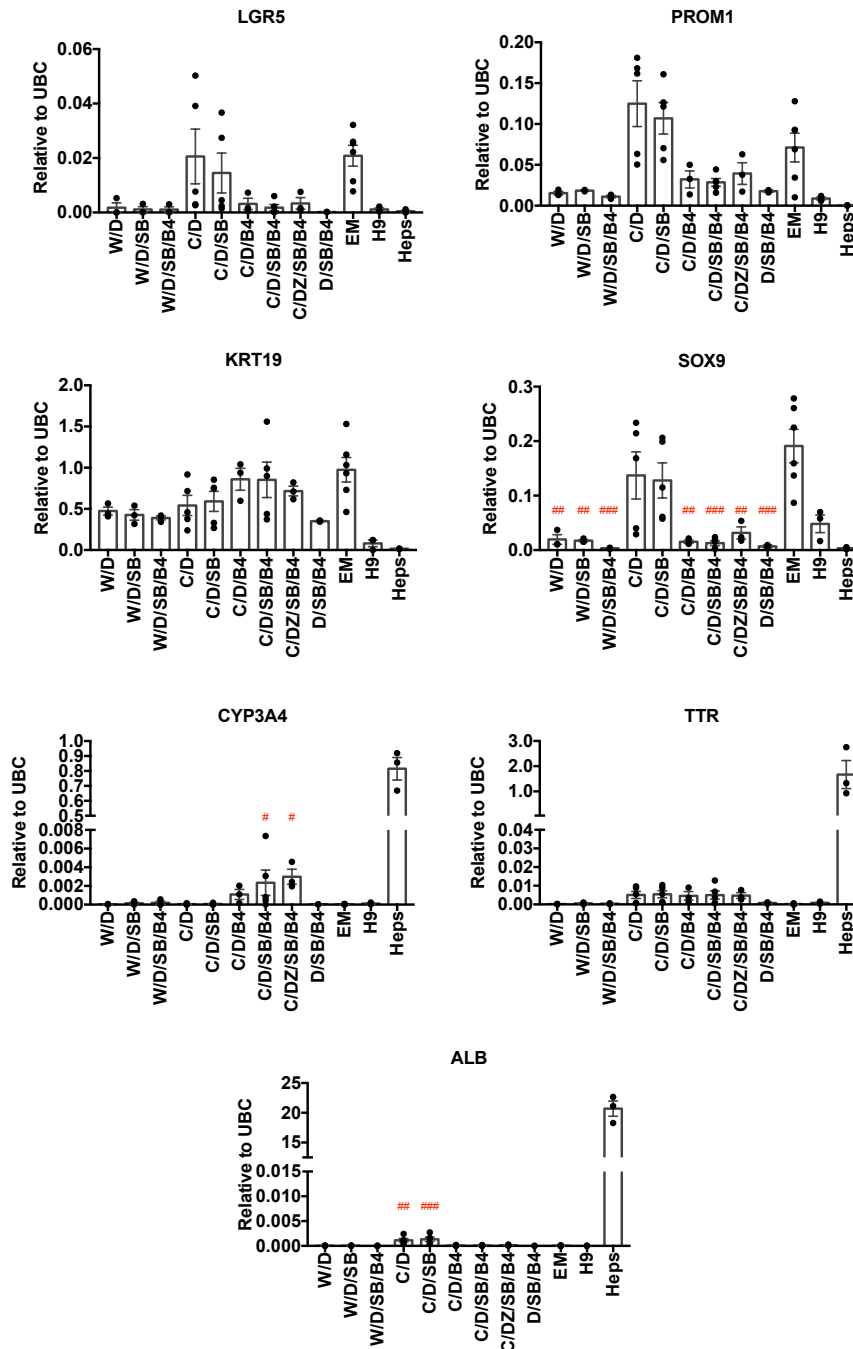 LGR5
Relative to UBC
0.06
0.04
0.02
0.00
W/D
W/D/SB
W/D/SB/B4
C/D
C/D/SB
C/D/B4
C/D/SB/B4
C/DZ/SB/B4
D/SB/B4
EM
H9
Heps
PROM1
Relative to UBC
0.20
0.15
0.10
0.05
0.00
W/D
W/D/SB
W/D/SB/B4
C/D
C/D/SB
C/D/B4
C/D/SB/B4
C/DZ/SB/B4
D/SB/B4
EM
H9
Heps
KRT19
Relative to UBC
2.0
1.5
1.0
0.5
0.0
W/D
W/D/SB
W/D/SB/B4
C/D
C/D/SB
C/D/B4
C/D/SB/B4
C/DZ/SB/B4
D/SB/B4
EM
H9
Heps
SOX9
Relative to UBC
0.3
0.2
0.1
0.0
## ## ### ## ### ## ###
W/D
W/D/SB
W/D/SB/B4
C/D
C/D/SB
C/D/B4
C/D/SB/B4
C/DZ/SB/B4
D/SB/B4
EM
H9
Heps
CYP3A4
Relative to UBC
1.0
0.9
0.8
0.7
0.6
0.5
0.008
0.006
0.004
0.002
0.000
# #
W/D
W/D/SB
W/D/SB/B4
C/D
C/D/SB
C/D/B4
C/D/SB/B4
C/DZ/SB/B4
D/SB/B4
EM
H9
Heps
TTR
Relative to UBC
3.0
2.0
1.0
0.04
0.03
0.02
0.01
0.00
W/D
W/D/SB
W/D/SB/B4
C/D
C/D/SB
C/D/B4
C/D/SB/B4
C/DZ/SB/B4
D/SB/B4
EM
H9
Heps
ALB
Relative to UBC
25
20
15
0.015
0.010
0.005
0.000
## ###
W/D
W/D/SB
W/D/SB/B4
C/D
C/D/SB
C/D/B4
C/D/SB/B4
C/DZ/SB/B4
D/SB/B4
EM
H9
Heps